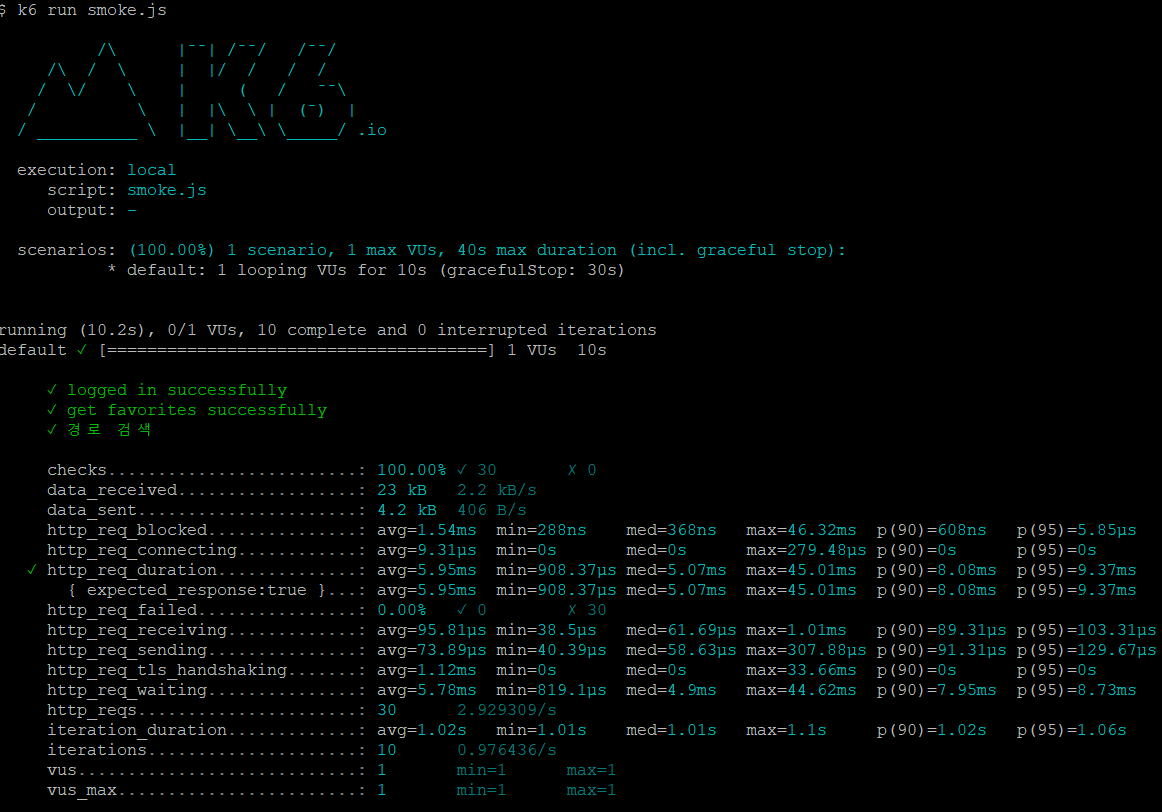 $ k6 run smoke.js
          /\      |‾‾| /‾‾/   /‾‾/
     /\  /  \     |  |/  /   /  /
    /  \/    \    |     (   /   ‾‾\
   /          \   |  |\  \ |  (‾)  |
  / __________ \  |__| \__\ \_____/ .io
execution: local
script: smoke.js
output: -
scenarios: (100.00%) 1 scenario, 1 max VUs, 40s max duration (incl. graceful stop):
* default: 1 looping VUs for 10s (gracefulStop: 30s)
running (10.2s), 0/1 VUs, 10 complete and 0 interrupted iterations
default ✓ [======================================] 1 VUs  10s
✓ logged in successfully
✓ get favorites successfully
✓ 경로 검색
checks.........................: 100.00% ✓ 30       ✗ 0
data_received..................: 23 kB   2.2 kB/s
data_sent......................: 4.2 kB  406 B/s
http_req_blocked...............: avg=1.54ms  min=288ns    med=368ns   max=46.32ms  p(90)=608ns   p(95)=5.85µs
http_req_connecting............: avg=9.31µs  min=0s       med=0s      max=279.48µs p(90)=0s      p(95)=0s
✓ http_req_duration..............: avg=5.95ms  min=908.37µs med=5.07ms  max=45.01ms  p(90)=8.08ms  p(95)=9.37ms
{ expected_response:true }...: avg=5.95ms  min=908.37µs med=5.07ms  max=45.01ms  p(90)=8.08ms  p(95)=9.37ms
http_req_failed................: 0.00%   ✓ 0        ✗ 30
http_req_receiving.............: avg=95.81µs min=38.5µs   med=61.69µs max=1.01ms   p(90)=89.31µs p(95)=103.31µs
http_req_sending...............: avg=73.89µs min=40.39µs  med=58.63µs max=307.88µs p(90)=91.31µs p(95)=129.67µs
http_req_tls_handshaking.......: avg=1.12ms  min=0s       med=0s      max=33.66ms  p(90)=0s      p(95)=0s
http_req_waiting...............: avg=5.78ms  min=819.1µs  med=4.9ms   max=44.62ms  p(90)=7.95ms  p(95)=8.73ms
http_reqs......................: 30      2.929309/s
iteration_duration.............: avg=1.02s   min=1.01s    med=1.01s   max=1.1s     p(90)=1.02s   p(95)=1.06s
iterations.....................: 10      0.976436/s
vus............................: 1       min=1      max=1
vus_max........................: 1       min=1      max=1